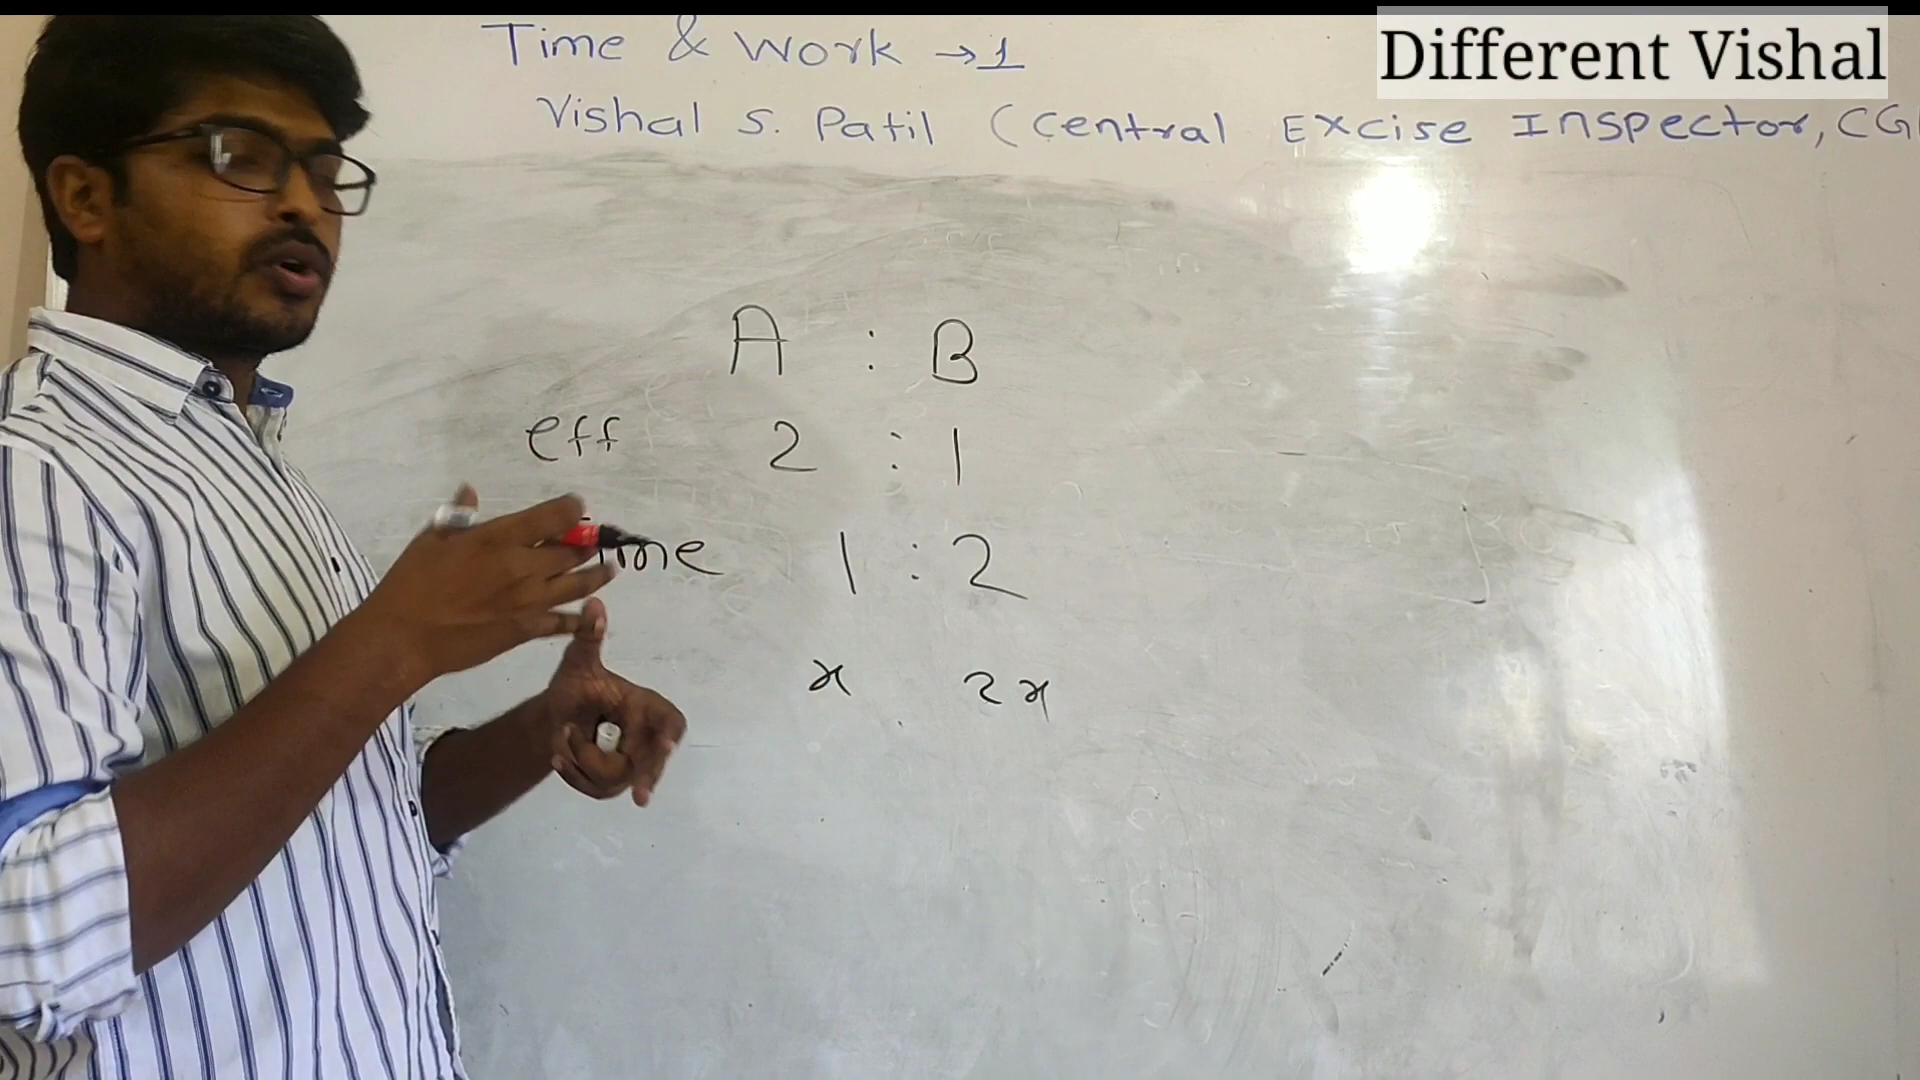 Different Vishal
Time & Work → 1
Vishal S. Patil (Central Excise Inspector, CG
A : B
eff 2 : 1
Time 1 : 2
x 2x